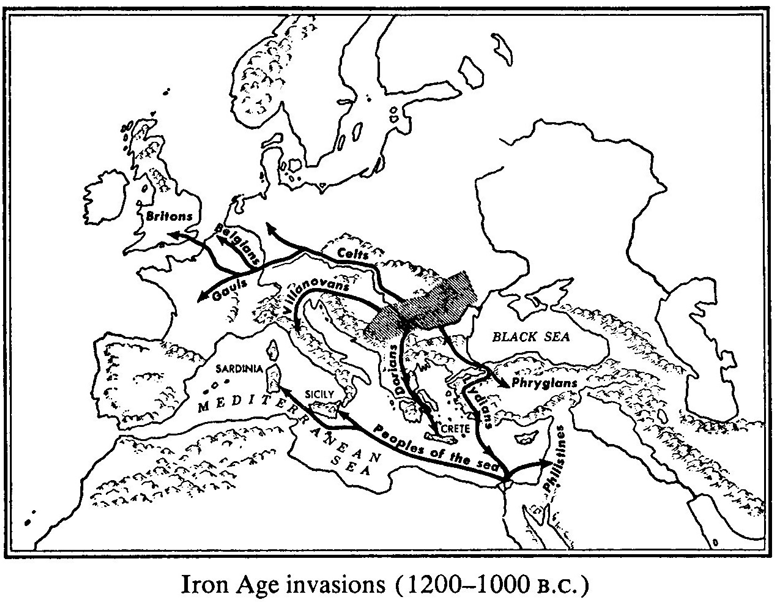 Britons
Belgians
Celts
Gauls
Villanovans
BLACK SEA
SARDINIA
Dorians
Phrygians
SICILY
Lydians
MEDITERRANEAN
SEA
CRETE
Peoples of the sea
Philistines
Iron Age invasions (1200–1000 B.C.)